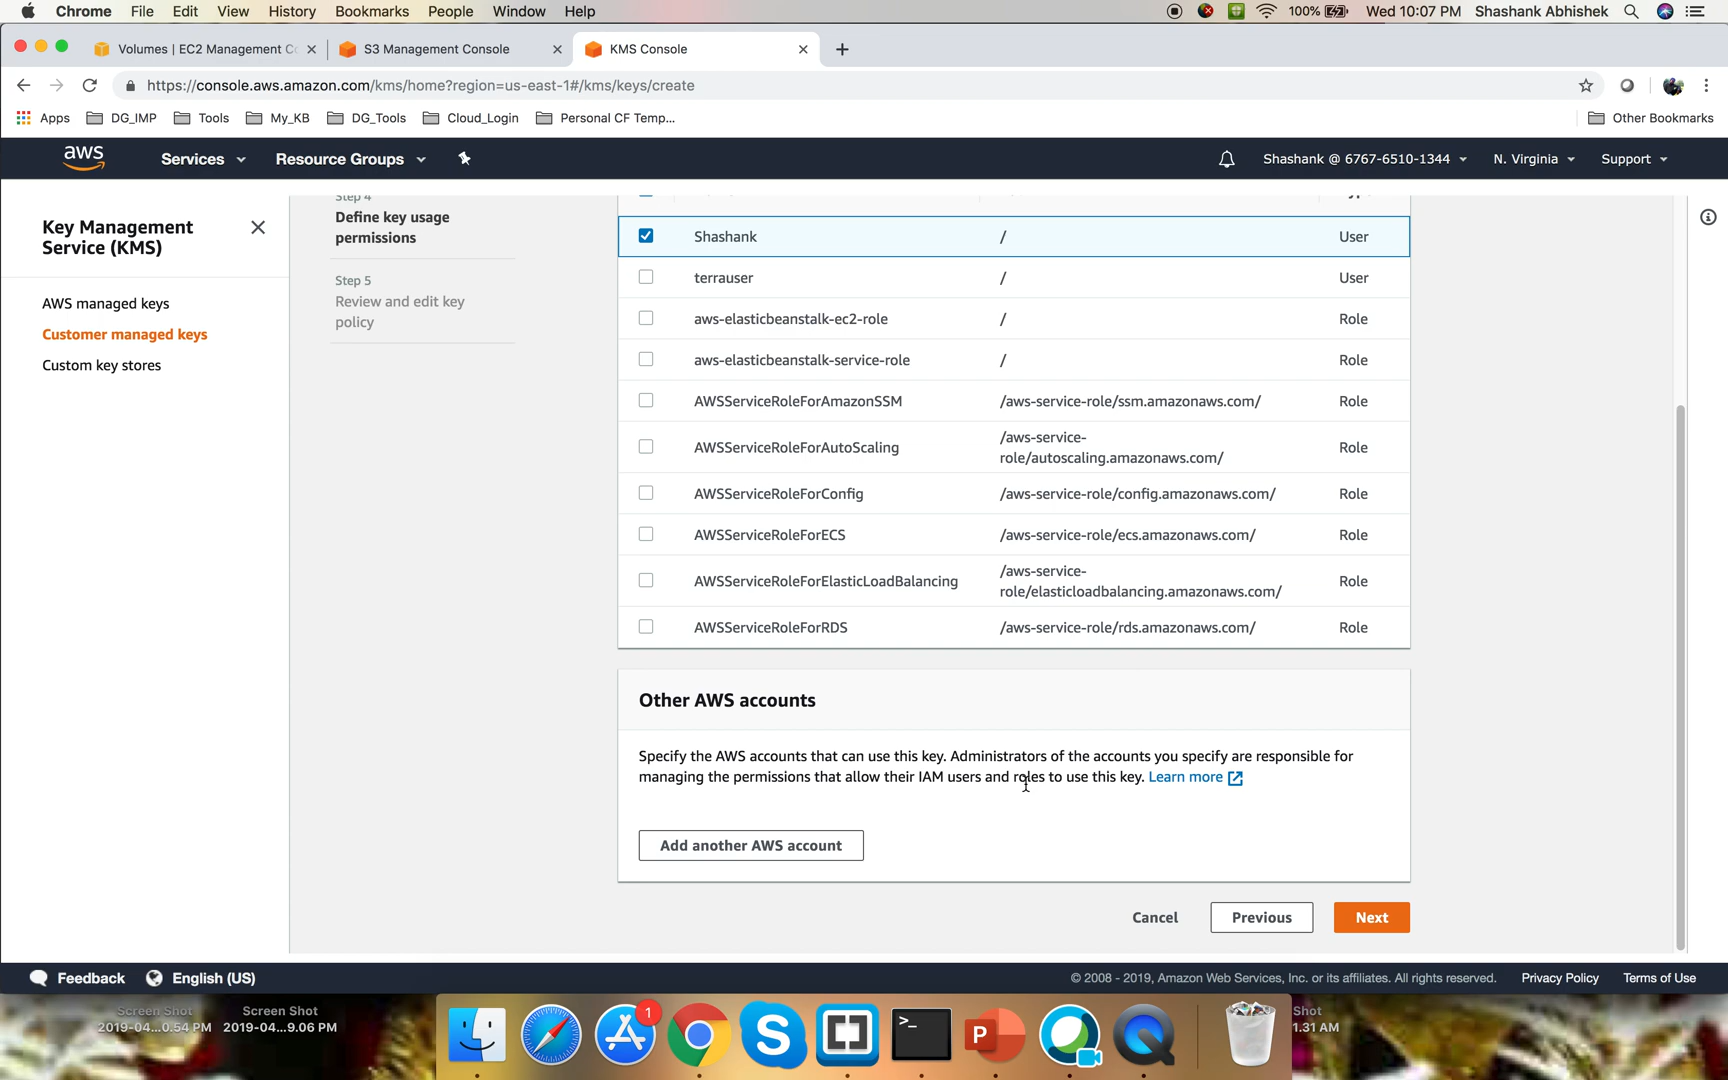 Chrome File Edit View History Bookmarks People Window Help 100% Wed 10:07 PM Shashank Abhishek
Volumes | EC2 Management Co S3 Management Console KMS Console
https://console.aws.amazon.com/kms/home?region=us-east-1#/kms/keys/create
Apps DG_IMP Tools My_KB DG_Tools Cloud_Login Personal CF Temp... Other Bookmarks
aws Services Resource Groups Shashank @ 6767-6510-1344 N. Virginia Support
Key Management
Service (KMS)
AWS managed keys
Customer managed keys
Custom key stores
Step 4
Define key usage
permissions
Step 5
Review and edit key
policy
Shashank / User
terrauser / User
aws-elasticbeanstalk-ec2-role / Role
aws-elasticbeanstalk-service-role / Role
AWSServiceRoleForAmazonSSM /aws-service-role/ssm.amazonaws.com/ Role
AWSServiceRoleForAutoScaling /aws-service-
role/autoscaling.amazonaws.com/ Role
AWSServiceRoleForConfig /aws-service-role/config.amazonaws.com/ Role
AWSServiceRoleForECS /aws-service-role/ecs.amazonaws.com/ Role
AWSServiceRoleForElasticLoadBalancing /aws-service-
role/elasticloadbalancing.amazonaws.com/ Role
AWSServiceRoleForRDS /aws-service-role/rds.amazonaws.com/ Role
Other AWS accounts
Specify the AWS accounts that can use this key. Administrators of the accounts you specify are responsible for
managing the permissions that allow their IAM users and roles to use this key. Learn more
Add another AWS account
Cancel Previous Next
Feedback English (US) © 2008 - 2019, Amazon Web Services, Inc. or its affiliates. All rights reserved. Privacy Policy Terms of Use
Screen Shot Screen Shot Shot
2019-04...0.54 PM 2019-04...9.06 PM 1.31 AM
1
>_
P